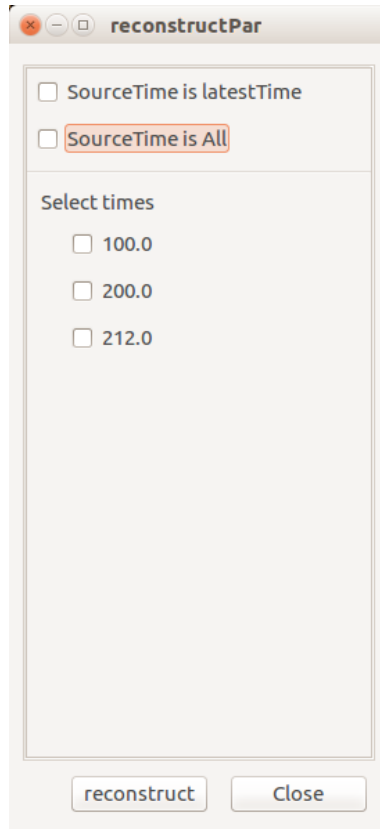 reconstructPar
SourceTime is latestTime
SourceTime is All
Select times
100.0
200.0
212.0
reconstruct Close